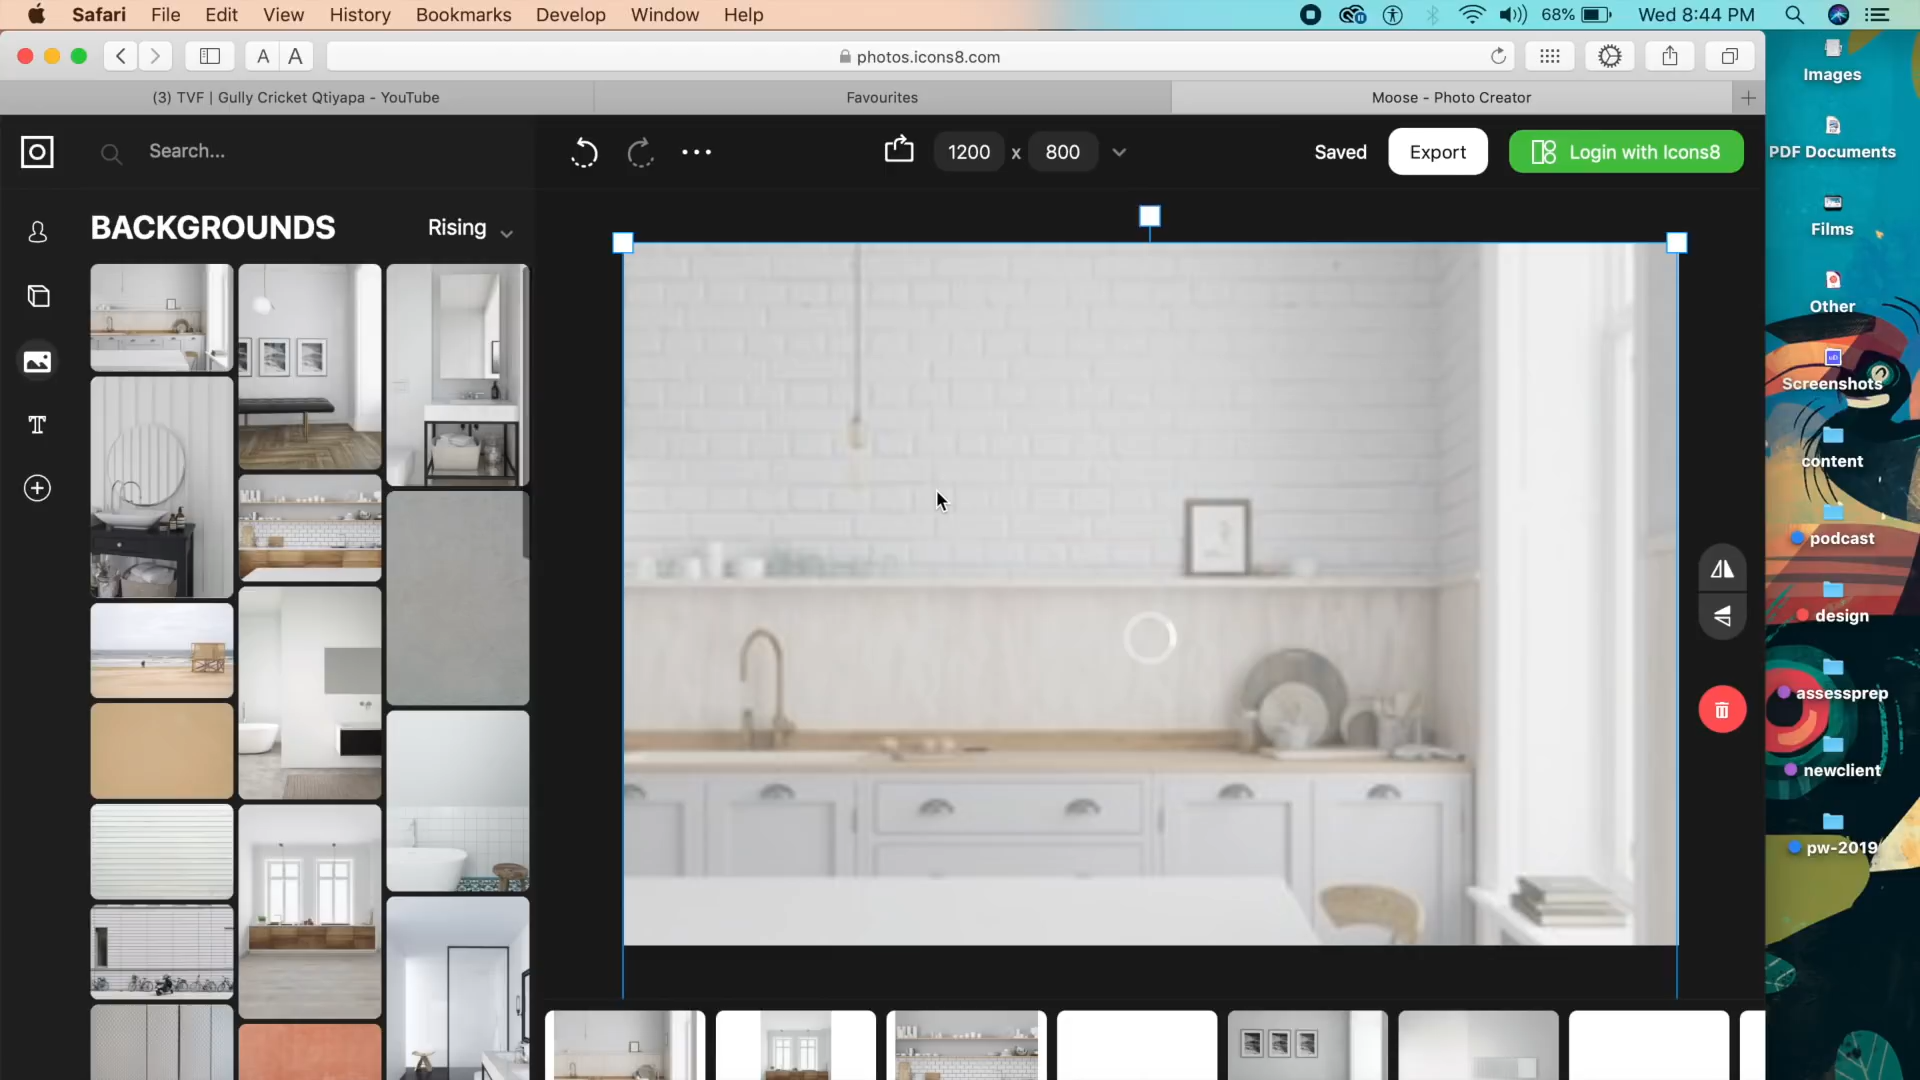 Safari File Edit View History Bookmarks Develop Window Help 68% Wed 8:44 PM
A A photos.icons8.com
(3) TVF | Gully Cricket Qtiyapa - YouTube Favourites Moose - Photo Creator
Search... 1200 x 800 Saved Export Login with Icons8
BACKGROUNDS Rising
T
Images
PDF Documents
Films
Other
Screenshots
content
podcast
design
assessprep
newclient
pw-2019